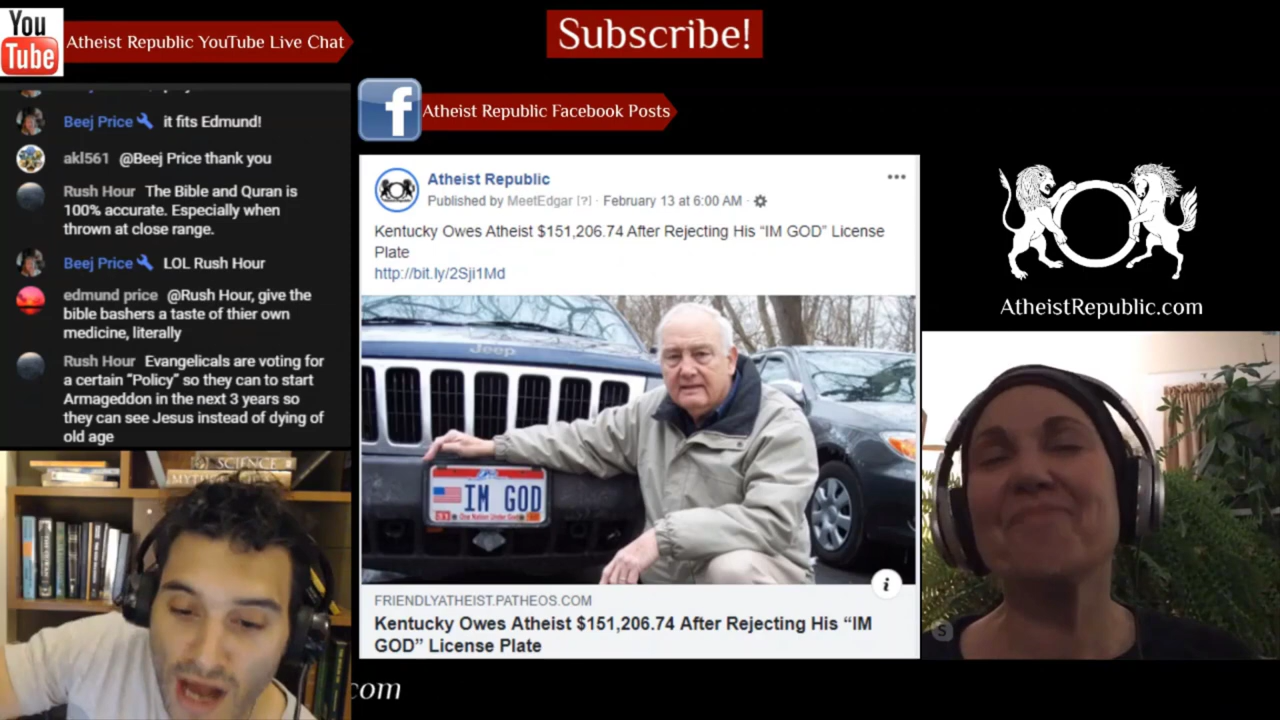 You
Tube
Atheist Republic YouTube Live Chat
Subscribe!
Atheist Republic Facebook Posts
Beej Price it fits Edmund!
akl561 @Beej Price thank you
Rush Hour The Bible and Quran is
100% accurate. Especially when
thrown at close range.
Beej Price LOL Rush Hour
edmund price @Rush Hour, give the
bible bashers a taste of thier own
medicine, literally
Rush Hour Evangelicals are voting for
a certain “Policy” so they can to start
Armageddon in the next 3 years so
they can see Jesus instead of dying of
old age
Atheist Republic
Published by MeetEdgar [?] · February 13 at 6:00 AM ·
Kentucky Owes Atheist $151,206.74 After Rejecting His “IM GOD” License
Plate
http://bit.ly/2Sji1Md
Jeep
IM GOD
One Nation Under God
FRIENDLYATHEIST.PATHEOS.COM
Kentucky Owes Atheist $151,206.74 After Rejecting His “IM
GOD” License Plate
AtheistRepublic.com
SCIENCE
S
com